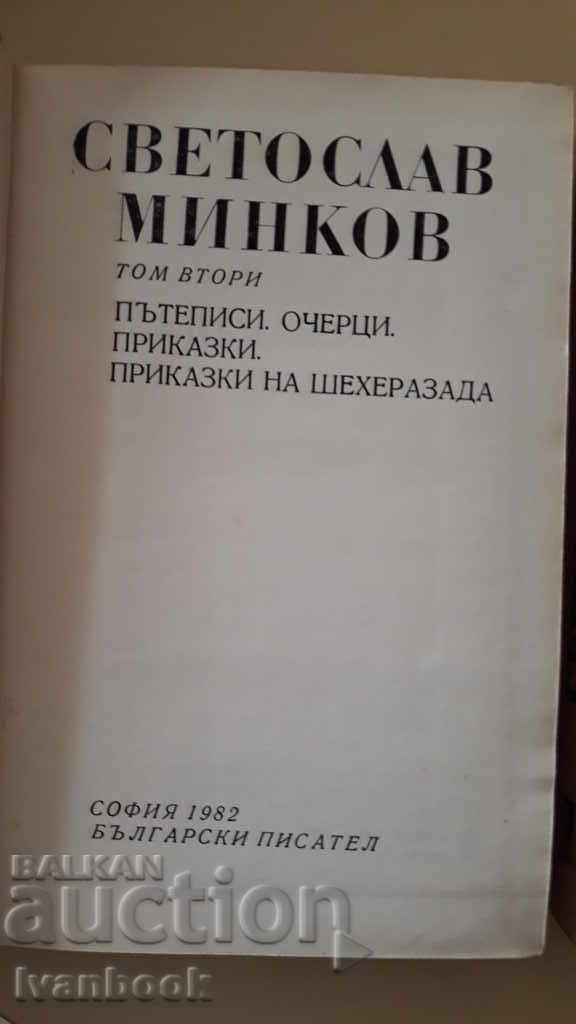 СВЕТОСЛАВ
МИНКОВ
ТОМ ВТОРИ
ПЪТЕПИСИ. ОЧЕРЦИ.
ПРИКАЗКИ.
ПРИКАЗКИ НА ШЕХЕРАЗАДА
СОФИЯ 1982
БЪЛГАРСКИ ПИСАТЕЛ
BALKAN
auction
Ivanbook